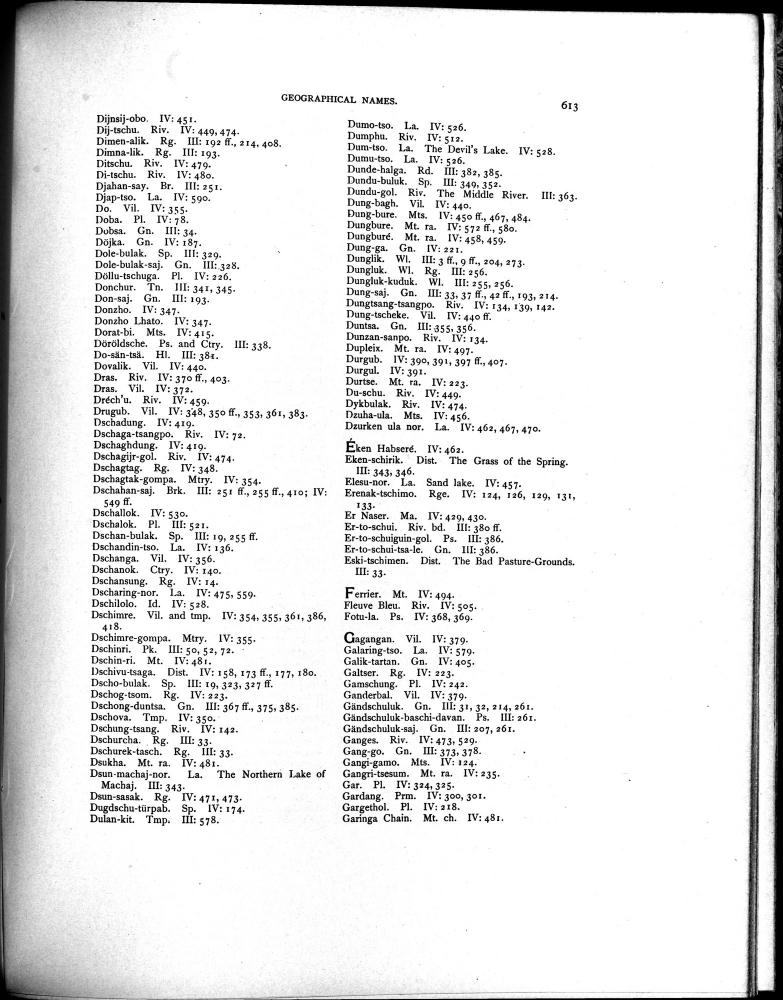 GEOGRAPHICAL NAMES.
613
Dijnsij-obo. IV: 451.
Dij-tschu. Riv. IV: 449, 474.
Dimen-alik. Rg. III: 192 ff., 214, 408.
Dimna-lik. Rg. III: 193.
Ditschu. Riv. IV: 479.
Di-tschu. Riv. IV: 480.
Djahan-say. Br. III: 251.
Djap-tso. La. IV: 590.
Do. Vil. IV: 355.
Doba. Pl. IV: 78.
Dobsa. Gn. III: 34.
Döjka. Gn. IV: 187.
Dole-bulak. Sp. III: 329.
Dole-bulak-saj. Gn. III: 328.
Döllu-tschuga. Pl. IV: 226.
Donchur. Tn. III: 341, 345.
Don-saj. Gn. III: 193.
Donzho. IV: 347.
Donzho Lhato. IV: 347.
Dorat-bi. Mts. IV: 415.
Döröldsche. Ps. and Ctry. III: 338.
Do-sän-tsä. Hl. III: 381.
Dovalik. Vil. IV: 440.
Dras. Riv. IV: 370 ff., 403.
Dras. Vil. IV: 372.
Dréch'u. Riv. IV: 459.
Drugub. Vil. IV: 348, 350 ff., 353, 361, 383.
Dschadung. IV: 419.
Dschaga-tsangpo. Riv. IV: 72.
Dschaghdung. IV: 419.
Dschagijr-gol. Riv. IV: 474.
Dschagtag. Rg. IV: 348.
Dschagtak-gompa. Mtry. IV: 354.
Dschahan-saj. Brk. III: 251 ff., 255 ff., 410; IV:
549 ff.
Dschallok. IV: 530.
Dschalok. Pl. III: 521.
Dschan-bulak. Sp. III: 19, 255 ff.
Dschandin-tso. La. IV: 136.
Dschanga. Vil. IV: 356.
Dschanok. Ctry. IV: 140.
Dschansung. Rg. IV: 14.
Dscharing-nor. La. IV: 475, 559.
Dschilolo. Id. IV: 528.
Dschimre. Vil. and tmp. IV: 354, 355, 361, 386,
418.
Dschimre-gompa. Mtry. IV: 355.
Dschinri. Pk. III: 50, 52, 72.
Dschin-ri. Mt. IV: 481.
Dschivu-tsaga. Dist. IV: 158, 173 ff., 177, 180.
Dscho-bulak. Sp. III: 19, 323, 327 ff.
Dschog-tsom. Rg. IV: 223.
Dschong-duntsa. Gn. III: 367 ff., 375, 385.
Dschova. Tmp. IV: 350.
Dschung-tsang. Riv. IV: 142.
Dschurcha. Rg. III: 33.
Dschurek-tasch. Rg. III: 33.
Dsukha. Mt. ra. IV: 481.
Dsun-machaj-nor. La. The Northern Lake of
Machaj. III: 343.
Dsun-sasak. Rg. IV: 471, 473.
Dugdschu-türpab. Sp. IV: 174.
Dulan-kit. Tmp. III: 578.
Dumo-tso. La. IV: 526.
Dumphu. Riv. IV: 512.
Dum-tso. La. The Devil's Lake. IV: 528.
Dumu-tso. La. IV: 526.
Dunde-halga. Rd. III: 382, 385.
Dundu-buluk. Sp. III: 349, 352.
Dundu-gol. Riv. The Middle River. III: 363.
Dung-bagh. Vil. IV: 440.
Dung-bure. Mts. IV: 450 ff., 467, 484.
Dungbure. Mt. ra. IV: 572 ff., 580.
Dungburé. Mt. ra. IV: 458, 459.
Dung-ga. Gn. IV: 221.
Dunglik. Wl. III: 3 ff., 9 ff., 204, 273.
Dungluk. Wl. Rg. III: 256.
Dungluk-kuduk. Wl. III: 255, 256.
Dung-saj. Gn. III: 33, 37 ff., 42 ff., 193, 214.
Dungtsang-tsangpo. Riv. IV: 134, 139, 142.
Dung-tscheke. Vil. IV: 440 ff.
Duntsa. Gn. III: 355, 356.
Dunzan-sanpo. Riv. IV: 134.
Dupleix. Mt. ra. IV: 497.
Durgub. IV: 390, 391, 397 ff., 407.
Durgul. IV: 391.
Durtse. Mt. ra. IV: 223.
Du-schu. Riv. IV: 449.
Dykbulak. Riv. IV: 474.
Dzuha-ula. Mts. IV: 456.
Dzurken ula nor. La. IV: 462, 467, 470.
Éken Habseré. IV: 462.
Eken-schirik. Dist. The Grass of the Spring.
III: 343, 346.
Elesu-nor. La. Sand lake. IV: 457.
Erenak-tschimo. Rge. IV: 124, 126, 129, 131,
133.
Er Naser. Ma. IV: 429, 430.
Er-to-schui. Riv. bd. III: 380 ff.
Er-to-schuiguin-gol. Ps. III: 386.
Er-to-schui-tsa-le. Gn. III: 386.
Eski-tschimen. Dist. The Bad Pasture-Grounds.
III: 33.
Ferrier. Mt. IV: 494.
Fleuve Bleu. Riv. IV: 505.
Fotu-la. Ps. IV: 368, 369.
Gagangan. Vil. IV: 379.
Galaring-tso. La. IV: 579.
Galik-tartan. Gn. IV: 405.
Galtser. Rg. IV: 223.
Gamschung. Pl. IV: 242.
Ganderbal. Vil. IV: 379.
Gändschuluk. Gn. III: 31, 32, 214, 261.
Gändschuluk-baschi-davan. Ps. III: 261.
Gändschuluk-saj. Gn. III: 207, 261.
Ganges. Riv. IV: 473, 529.
Gang-go. Gn. III: 373, 378.
Gangi-gamo. Mts. IV: 124.
Gangri-tsesum. Mt. ra. IV: 235.
Gar. Pl. IV: 324, 325.
Gardang. Prm. IV: 300, 301.
Gargethol. Pl. IV: 218.
Garinga Chain. Mt. ch. IV: 481.